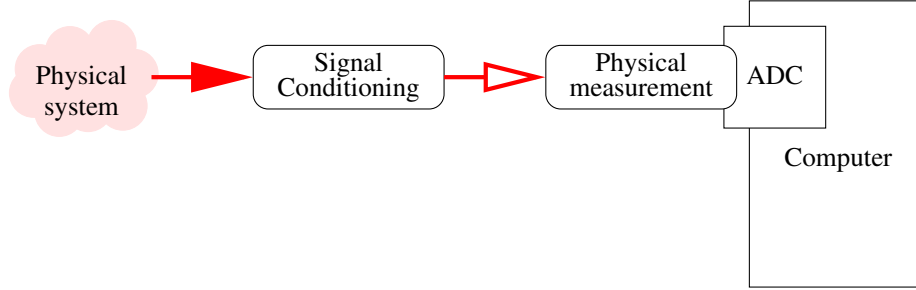 Physical
system
Signal
Conditioning
Physical
measurement
ADC
Computer